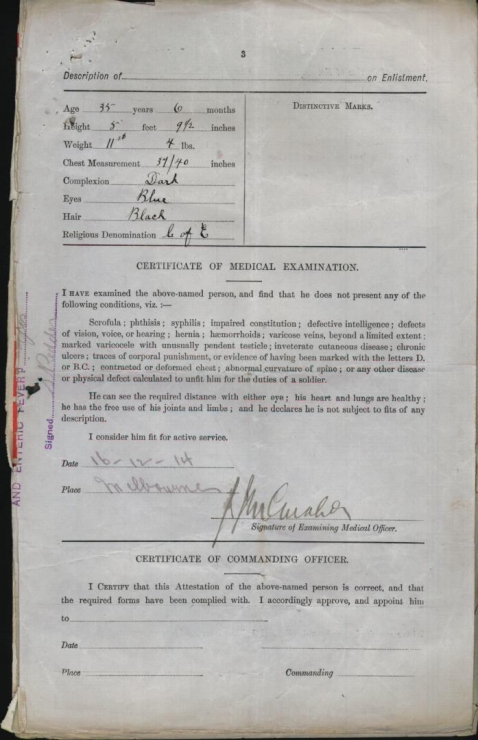 3
Description of on Enlistment.
Age 35 years 6 months
Height 5 feet 9½ inches
Weight 11 st 4 lbs.
Chest Measurement 37/40 inches
Complexion Dark
Eyes Blue
Hair Black
Religious Denomination C of E
DISTINCTIVE MARKS.
CERTIFICATE OF MEDICAL EXAMINATION.
I HAVE examined the above-named person, and find that he does not present any of the
following conditions, viz. :—
Scrofula ; phthisis ; syphilis ; impaired constitution ; defective intelligence ; defects
of vision, voice, or hearing ; hernia ; hæmorrhoids ; varicose veins, beyond a limited extent ;
marked varicocele with unusually pendent testicle ; inveterate cutaneous disease ; chronic
ulcers ; traces of corporal punishment, or evidence of having been marked with the letters D.
or B.C. ; contracted or deformed chest ; abnormal curvature of spine ; or any other disease
or physical defect calculated to unfit him for the duties of a soldier.
He can see the required distance with either eye ; his heart and lungs are healthy ;
he has the free use of his joints and limbs ; and he declares he is not subject to fits of any
description.
I consider him fit for active service.
Date 16-12-14
Place Melbourne
Signature of Examining Medical Officer.
CERTIFICATE OF COMMANDING OFFICER.
I CERTIFY that this Attestation of the above-named person is correct, and that
the required forms have been complied with. I accordingly approve, and appoint him
to
Date
Place Commanding
AND ENTERIC FEVER)
Signed